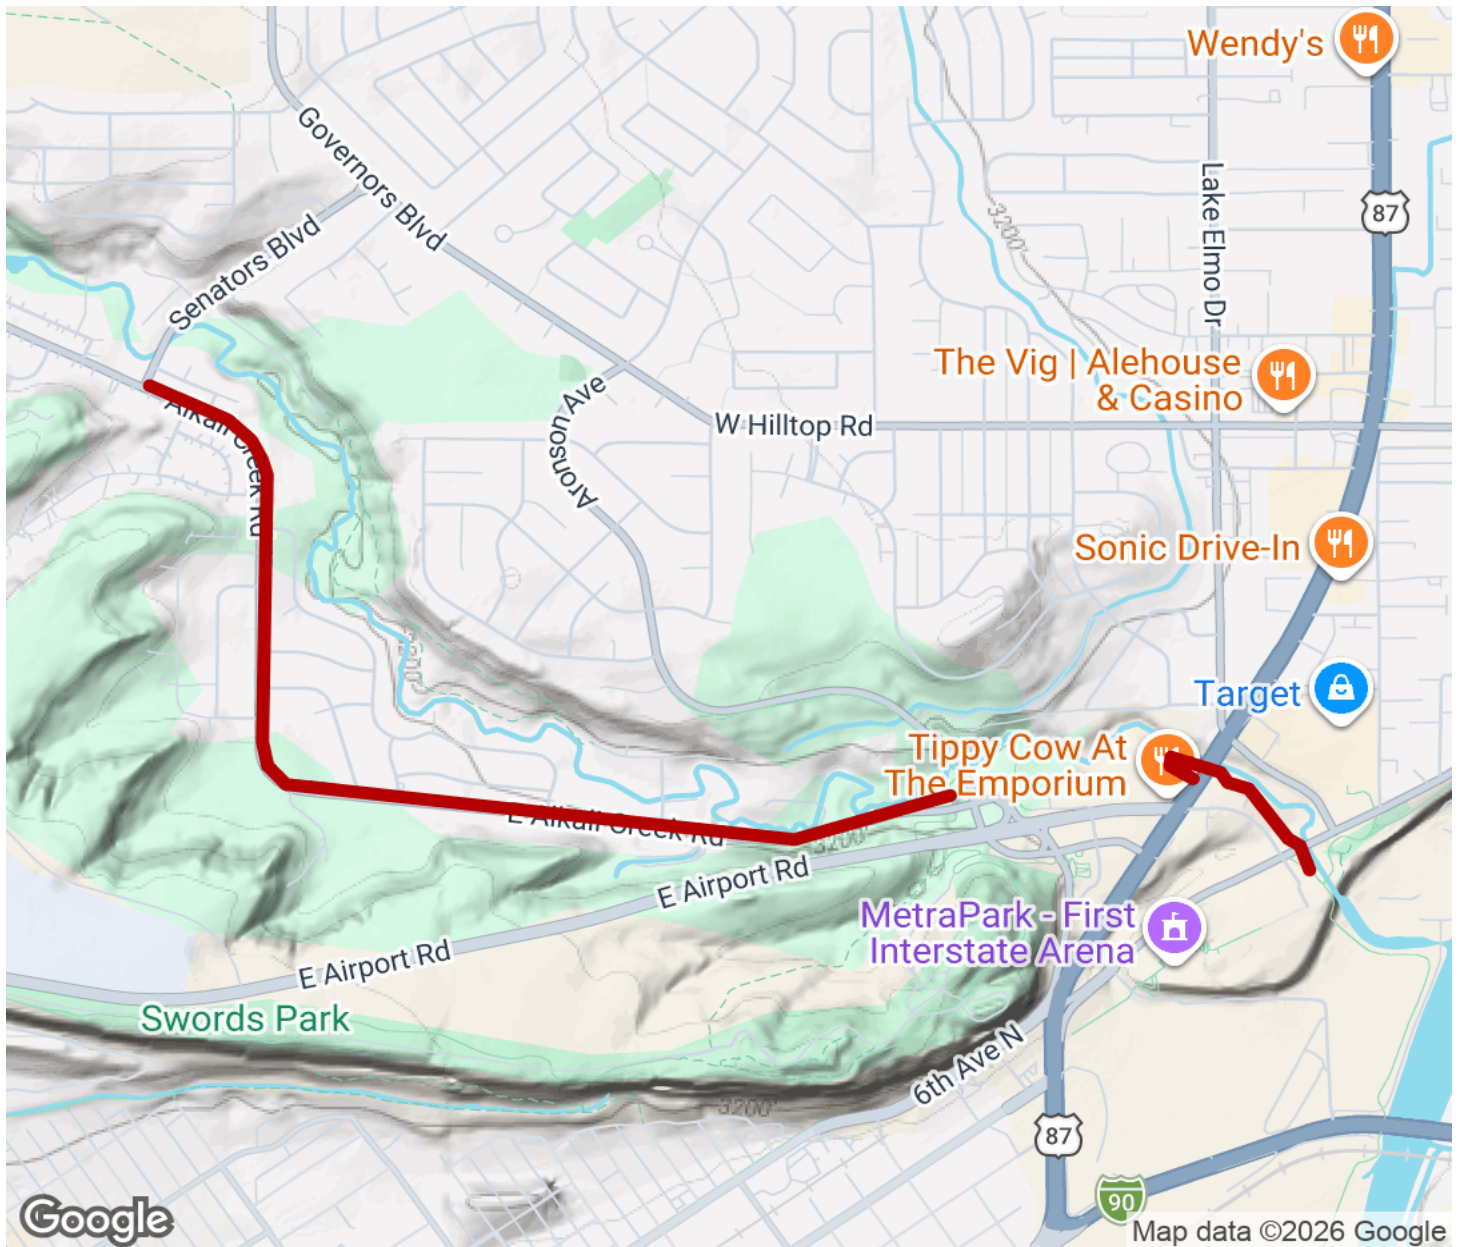 Wendy's
Governors Blvd
87
Lake Elmo Dr
3200'
Senators Blvd
The Vig | Alehouse
& Casino
Aronson Ave
W Hilltop Rd
Alkali Creek Rd
Sonic Drive-In
Target
Tippy Cow At
The Emporium
E Alkali Creek Rd
3200'
E Airport Rd
MetraPark - First
Interstate Arena
E Airport Rd
Swords Park
6th Ave N
3200'
87
90
Google
Map data ©2026 Google